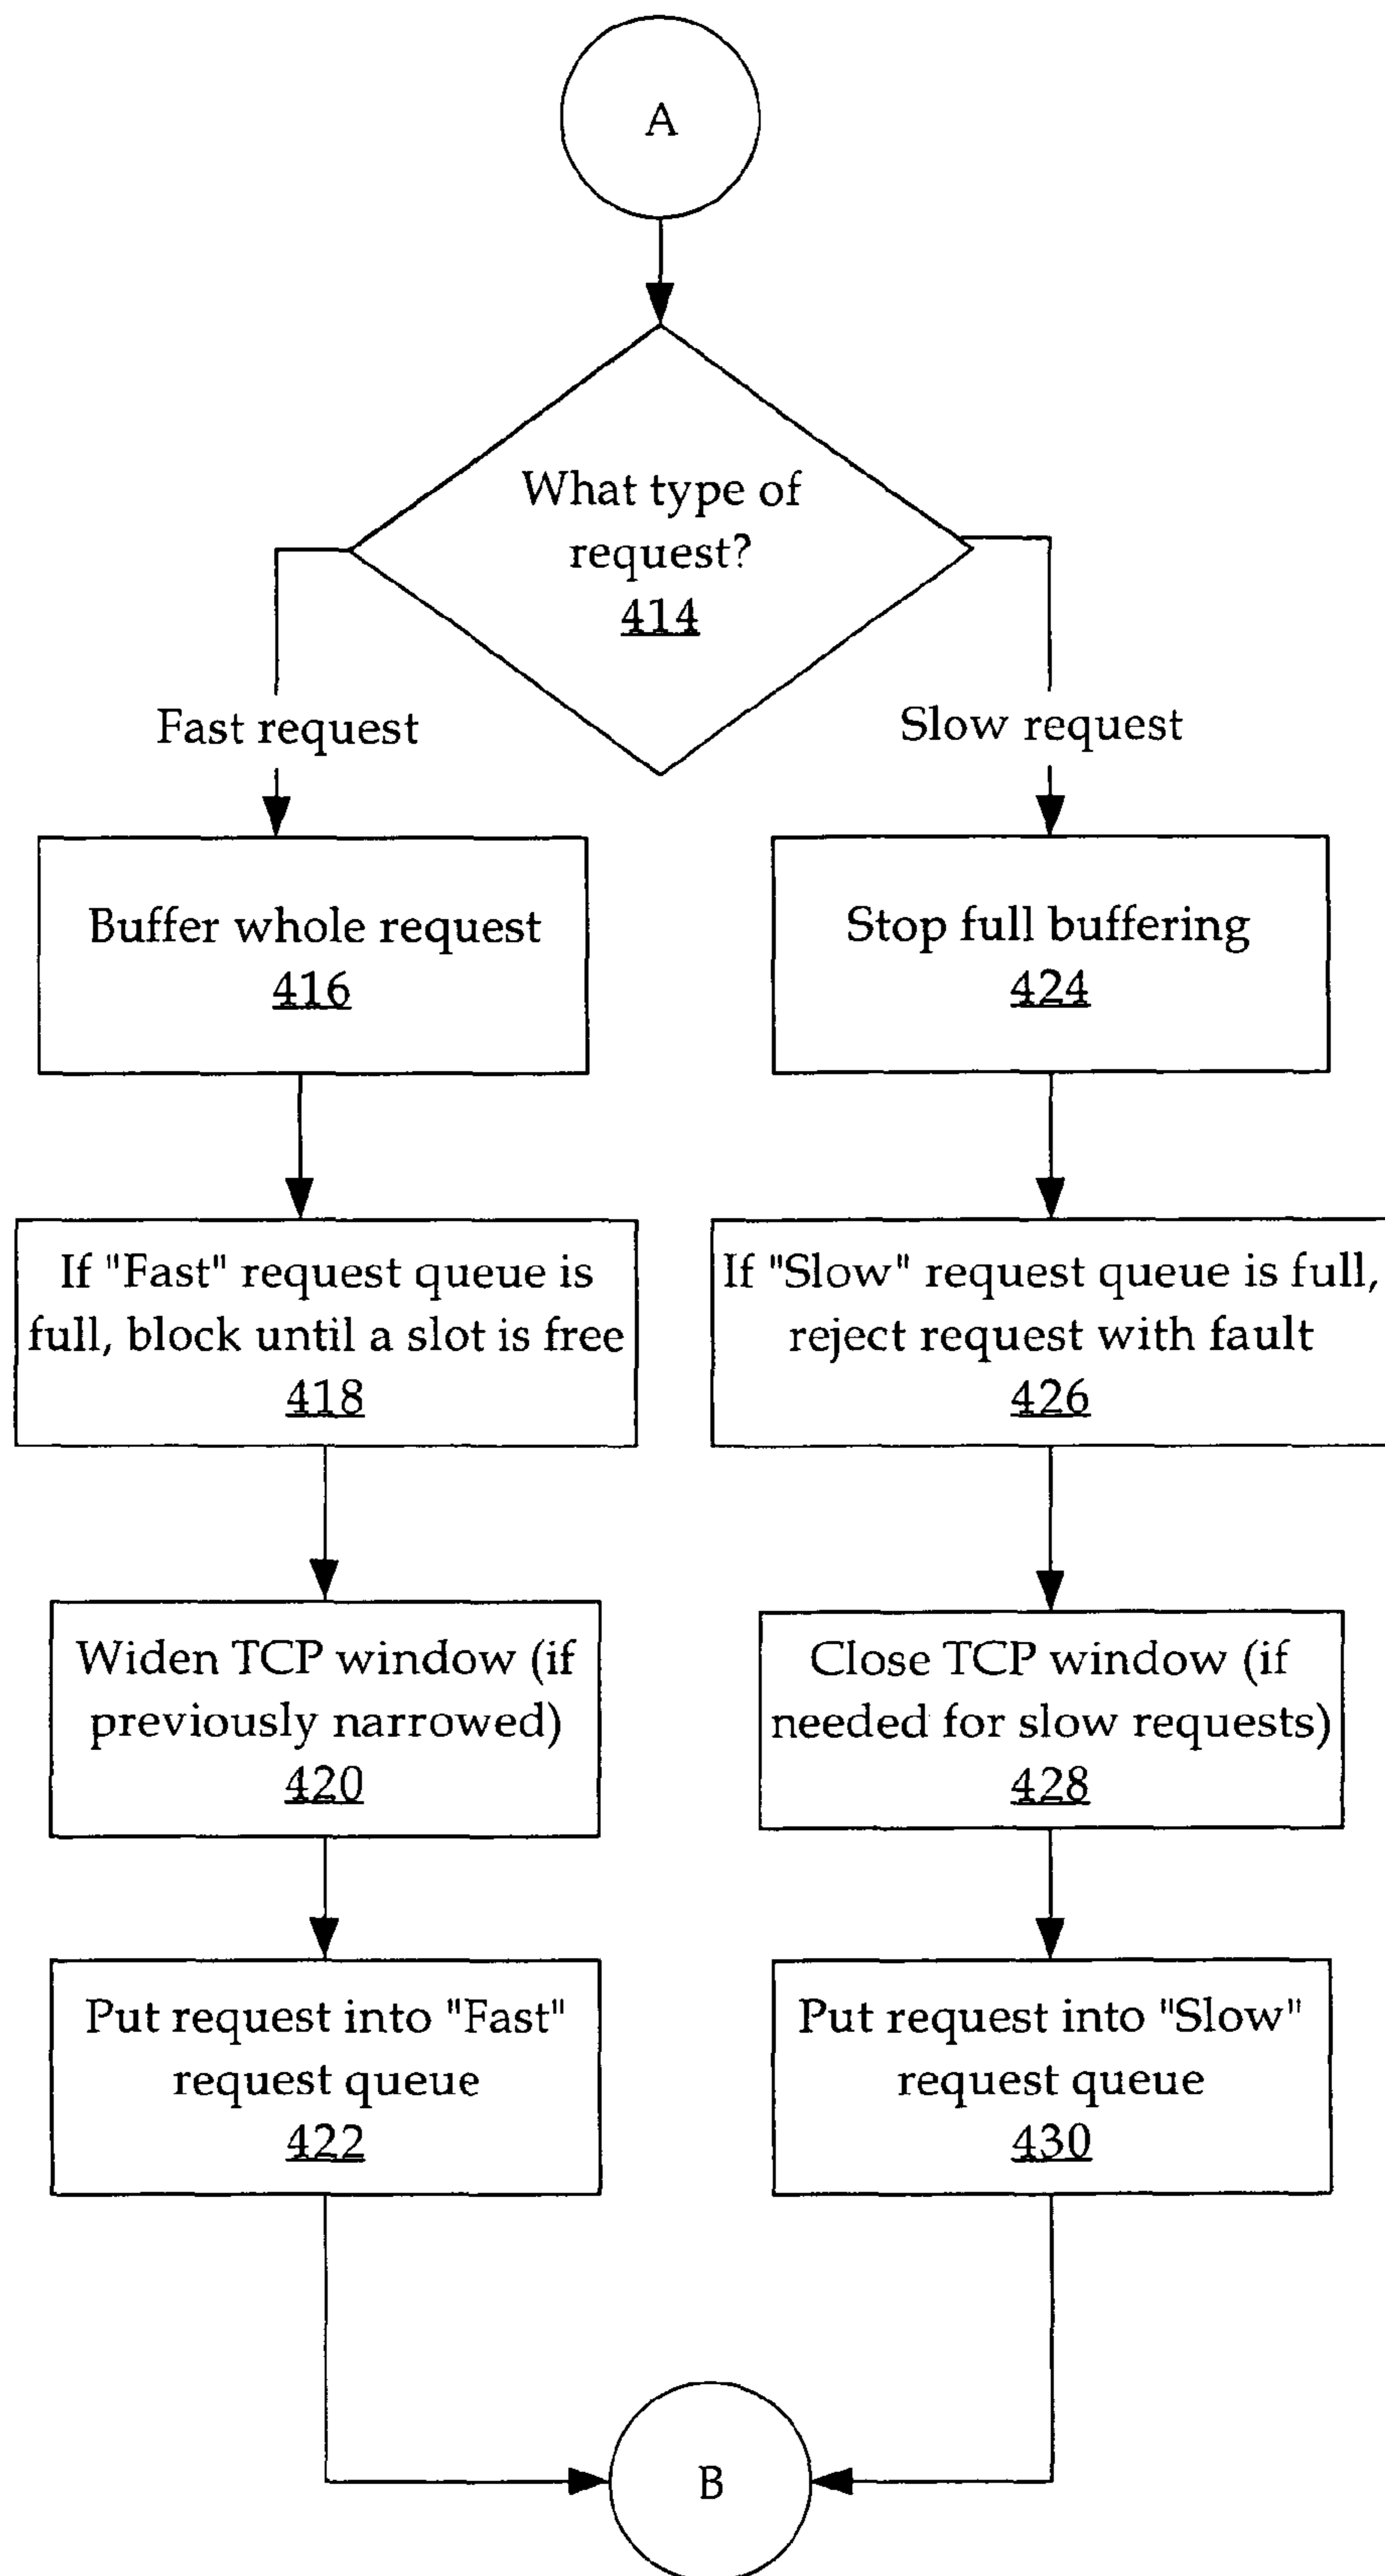 A
What type of
request?
414
Fast request
Slow request
Buffer whole request
416
Stop full buffering
424
If "Fast" request queue is
full, block until a slot is free
418
If "Slow" request queue is full,
reject request with fault
426
Widen TCP window (if
previously narrowed)
420
Close TCP window (if
needed for slow requests)
428
Put request into "Fast"
request queue
422
Put request into "Slow"
request queue
430
B